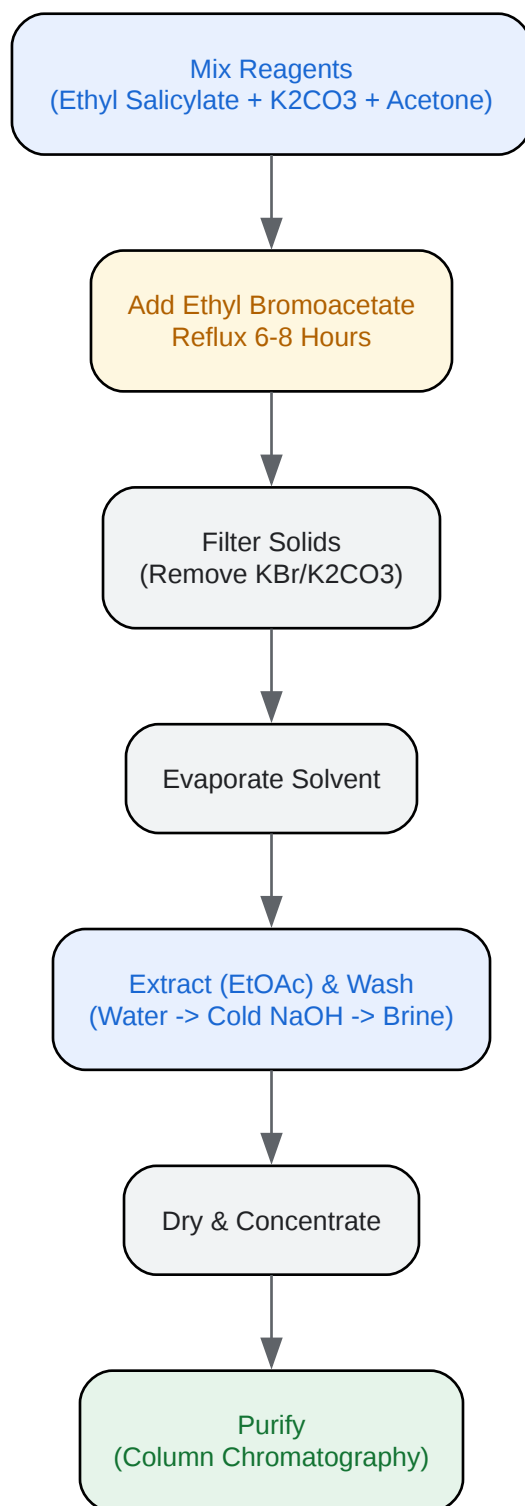 Mix Reagents
(Ethyl Salicylate + K2CO3 + Acetone)
Add Ethyl Bromoacetate
Reflux 6-8 Hours
Filter Solids
(Remove KBr/K2CO3)
Evaporate Solvent
Extract (EtOAc) & Wash
(Water -> Cold NaOH -> Brine)
Dry & Concentrate
Purify
(Column Chromatography)